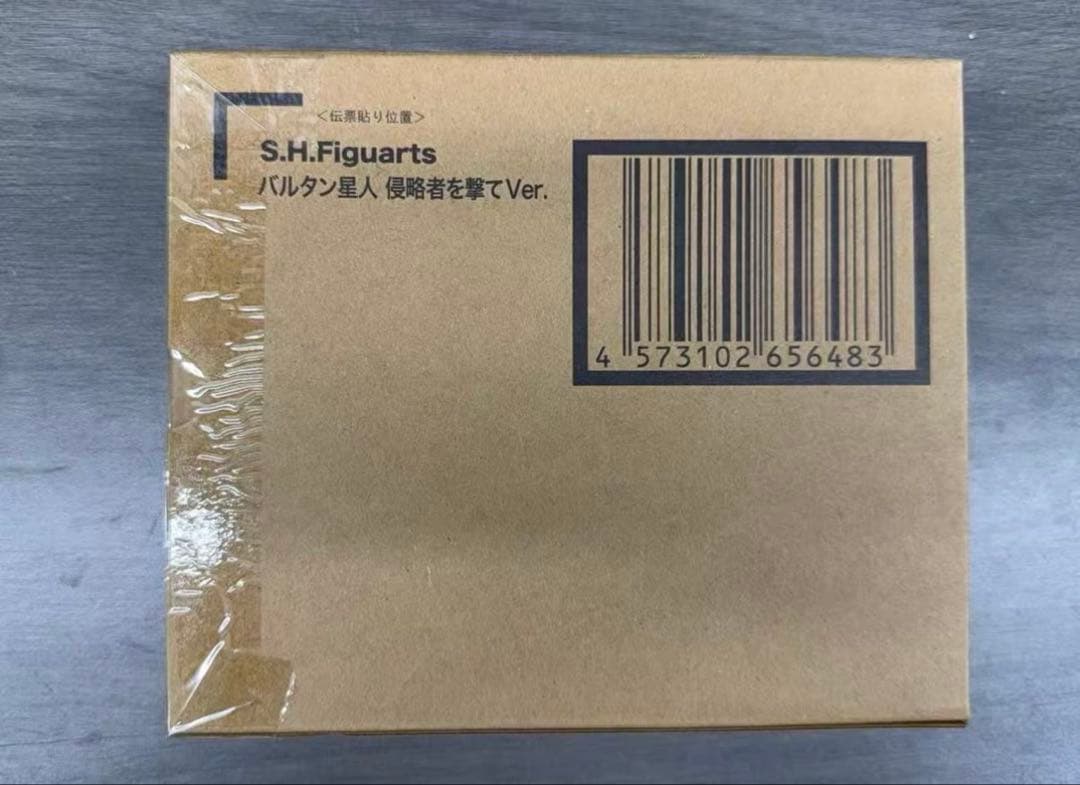 <伝票貼り位置>
S.H.Figuarts
バルタン星人 侵略者を撃てVer.
4 573102 656483